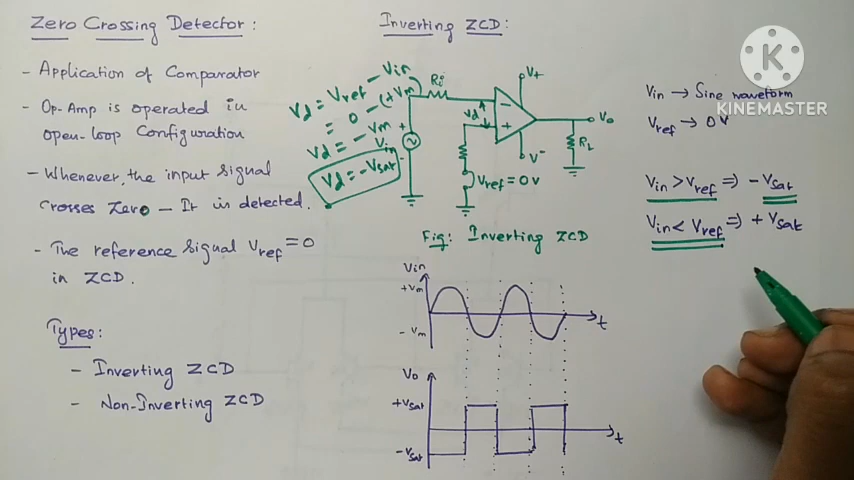 Zero Crossing Detector :
- Application of Comparator
- Op-Amp is operated in
open-loop Configuration
- Whenever, the input signal
crosses Zero - It is detected.
- The reference signal Vref = 0
in ZCD.
Types:
- Inverting ZCD
- Non-Inverting ZCD
Inverting ZCD:
Vd = Vref - Vin
= 0 - (+Vm)
Vd = - Vm
Vd = - Vsat
Ri
V+
-
+
Vd
Vo
RL
V-
+
Vin
-
Vref = 0v
Fig: Inverting ZCD
Vin
+Vm
- Vm
t
Vo
+Vsat
-Vsat
t
K
KINEMASTER
Vin → Sine waveform
Vref → 0V
Vin > Vref ⇒ - Vsat
Vin < Vref ⇒ + Vsat